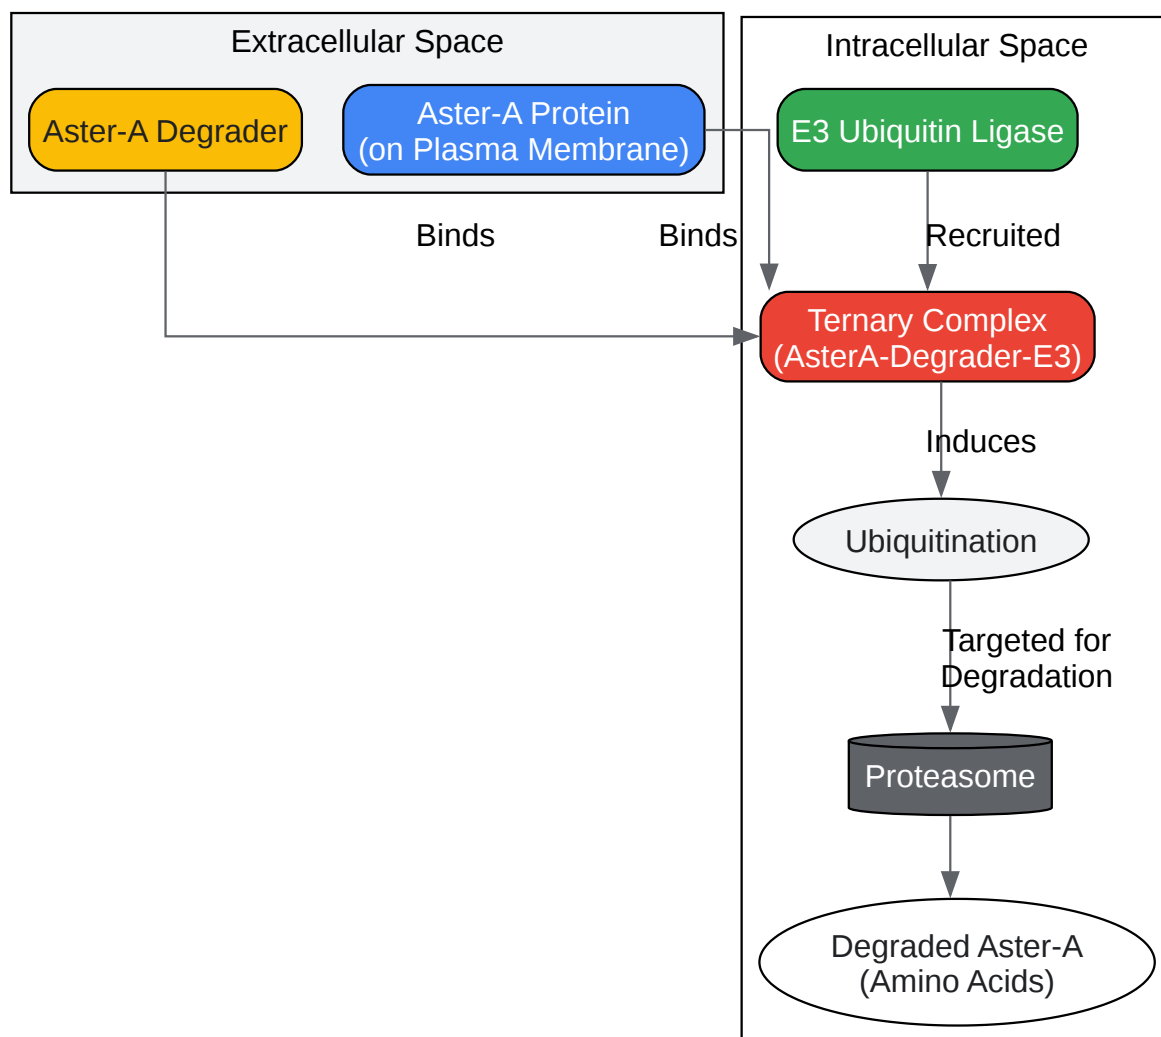 Extracellular Space
Intracellular Space
Aster-A Degrader
Aster-A Protein
(on Plasma Membrane)
E3 Ubiquitin Ligase
Binds
Binds
Recruited
Ternary Complex
(AsterA-Degrader-E3)
Induces
Ubiquitination
Targeted for
Degradation
Proteasome
Degraded Aster-A
(Amino Acids)